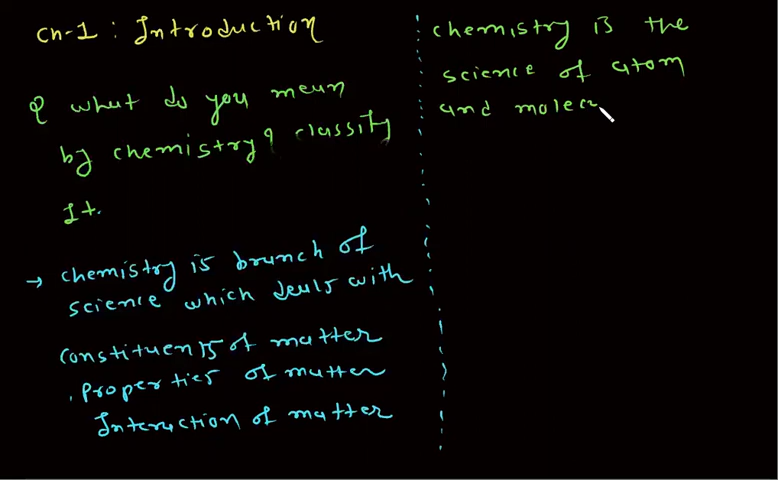 Ch-1 : Introduction
Q what do you mean
by chemistry? classify
It.
→ chemistry is branch of
science which deals with
constituents of matter
, Properties of matter
Interaction of matter
chemistry is the
science of atom
and molecu